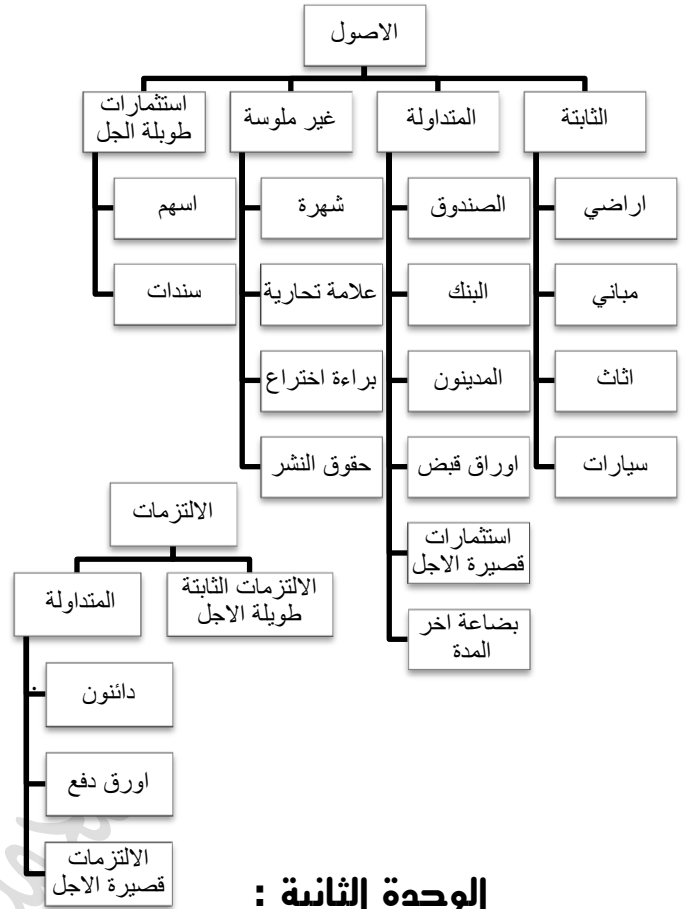 الاصول
الثابتة
اراضي
مباني
اثاث
سيارات
المتداولة
الصندوق
البنك
المدينون
اوراق قبض
استثمارات
قصيرة الاجل
بضاعة اخر
المدة
غير ملوسة
شهرة
علامة تحارية
براءة اختراع
حقوق النشر
استثمارات
طوبلة الجل
اسهم
سندات
الالتزمات
الالتزمات الثابتة
طويلة الاجل
المتداولة
دائنون
اورق دفع
الالتزمات
قصيرة الاجل
الوحدة الثانية :